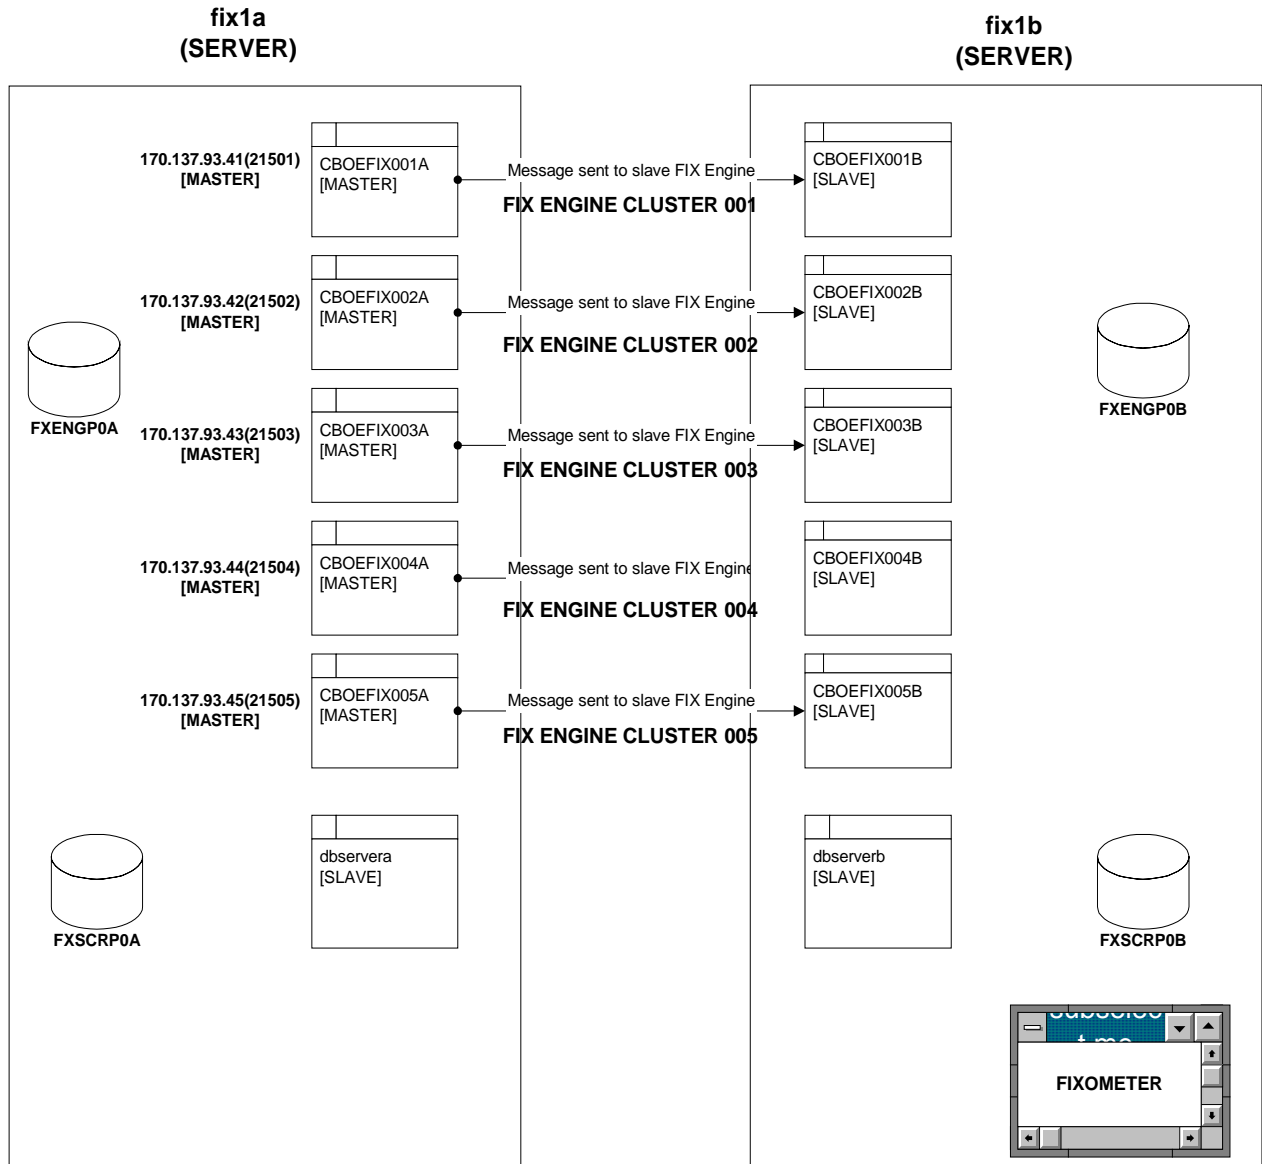 fix1a
(SERVER)
fix1b
(SERVER)
170.137.93.41(21501)
[MASTER]
CBOEFIX001A
[MASTER]
Message sent to slave FIX Engine
FIX ENGINE CLUSTER 001
CBOEFIX001B
[SLAVE]
170.137.93.42(21502)
[MASTER]
CBOEFIX002A
[MASTER]
Message sent to slave FIX Engine
FIX ENGINE CLUSTER 002
CBOEFIX002B
[SLAVE]
FXENGP0A
FXENGP0B
170.137.93.43(21503)
[MASTER]
CBOEFIX003A
[MASTER]
Message sent to slave FIX Engine
FIX ENGINE CLUSTER 003
CBOEFIX003B
[SLAVE]
170.137.93.44(21504)
[MASTER]
CBOEFIX004A
[MASTER]
Message sent to slave FIX Engine
FIX ENGINE CLUSTER 004
CBOEFIX004B
[SLAVE]
170.137.93.45(21505)
[MASTER]
CBOEFIX005A
[MASTER]
Message sent to slave FIX Engine
FIX ENGINE CLUSTER 005
CBOEFIX005B
[SLAVE]
FXSCRP0A
dbservera
[SLAVE]
dbserverb
[SLAVE]
FXSCRP0B
FIXOMETER